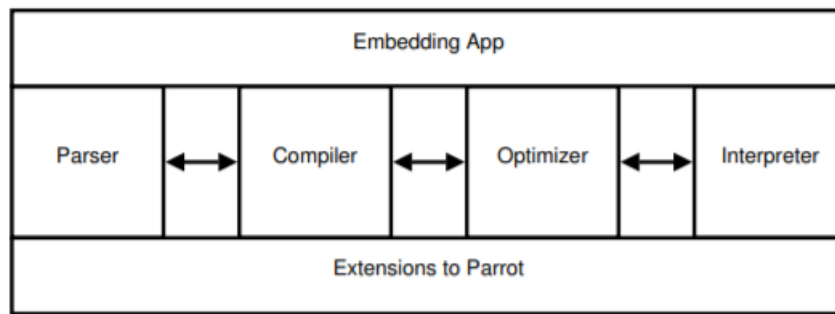 Embedding App
Parser
Compiler
Optimizer
Interpreter
Extensions to Parrot